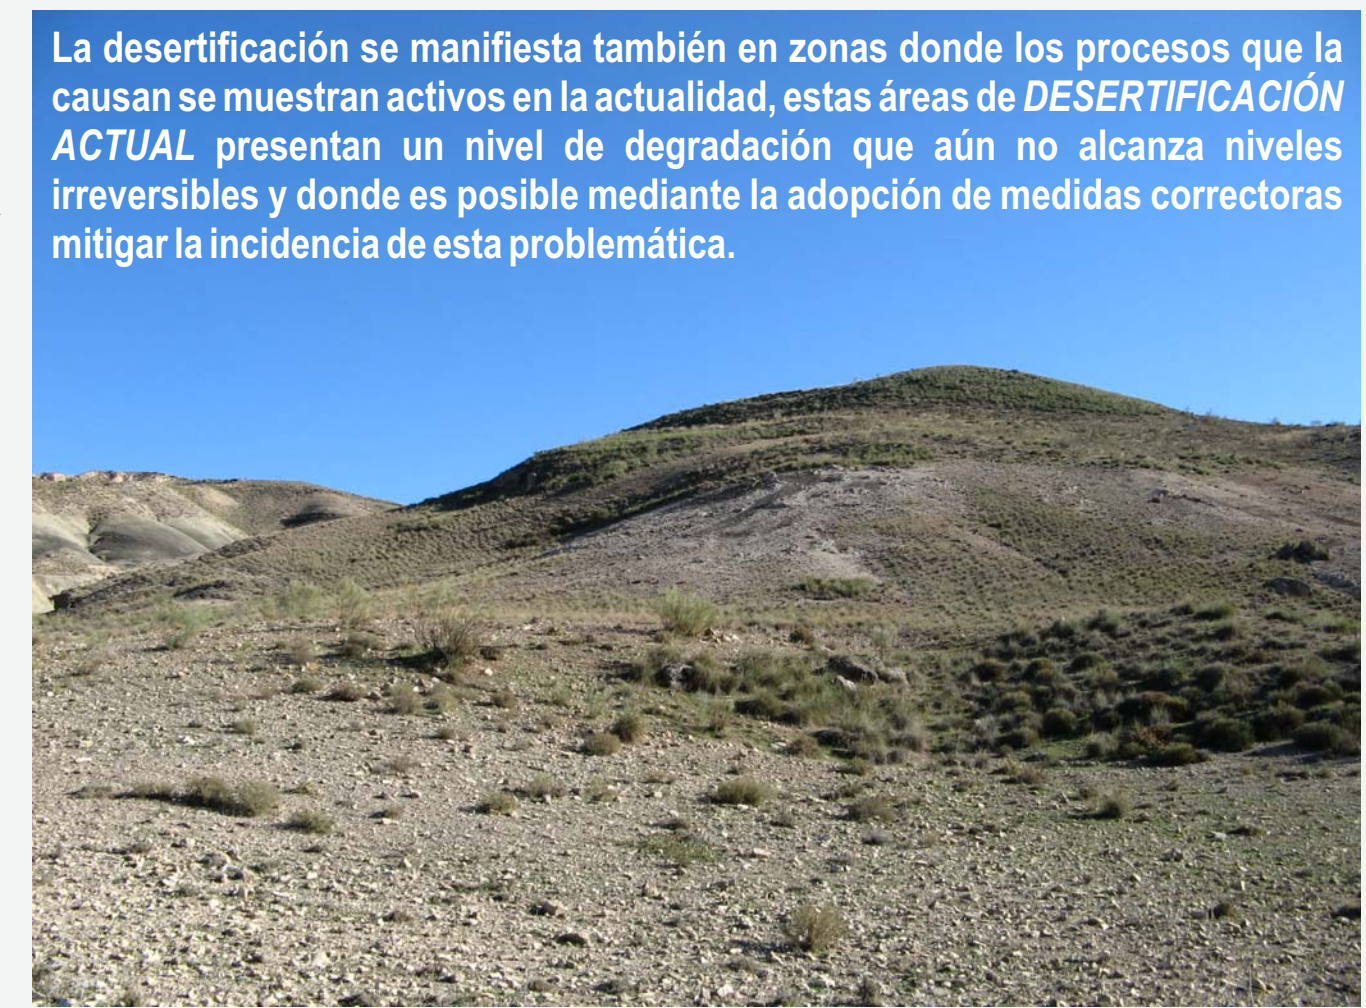 La desertificación se manifiesta también en zonas donde los procesos que la
causan se muestran activos en la actualidad, estas áreas de DESERTIFICACIÓN
ACTUAL presentan un nivel de degradación que aún no alcanza niveles
irreversibles y donde es posible mediante la adopción de medidas correctoras
mitigar la incidencia de esta problemática.